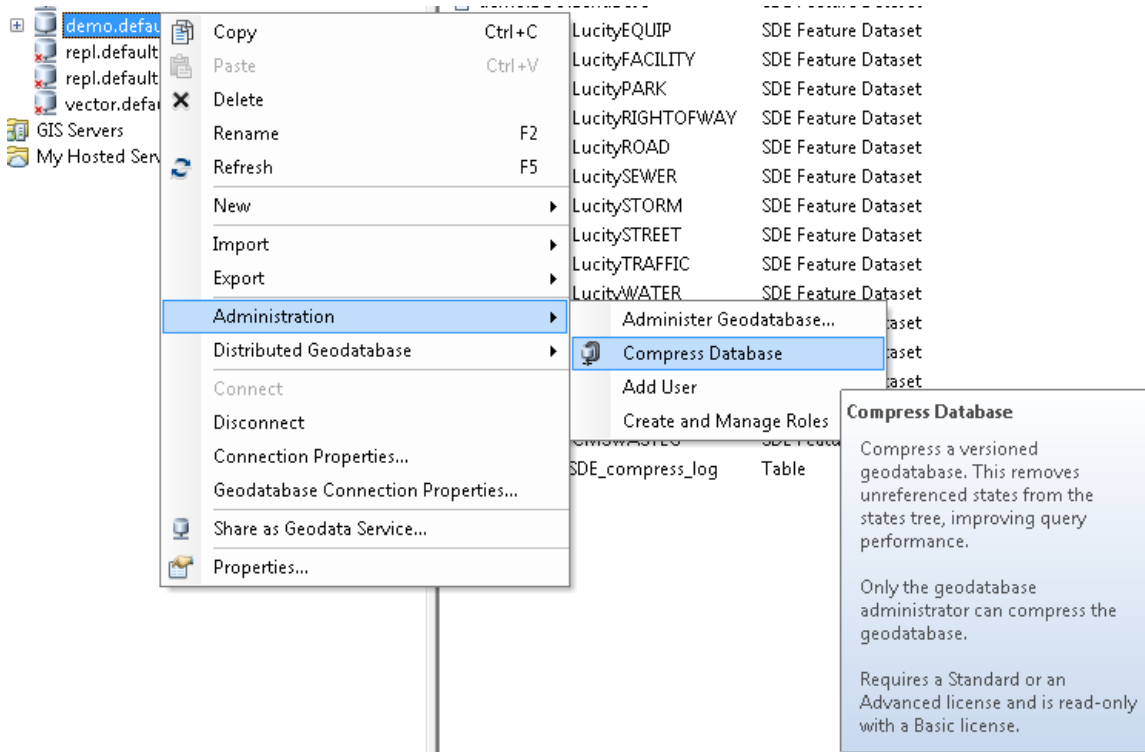 demo.defau
repl.default
repl.default
vector.defau
GIS Servers
My Hosted Serv
Copy Ctrl+C
Paste Ctrl+V
Delete
Rename F2
Refresh F5
New
Import
Export
Administration
Distributed Geodatabase
Connect
Disconnect
Connection Properties...
Geodatabase Connection Properties...
Share as Geodata Service...
Properties...
LucityEQUIP SDE Feature Dataset
LucityFACILITY SDE Feature Dataset
LucityPARK SDE Feature Dataset
LucityRIGHTOFWAY SDE Feature Dataset
LucityROAD SDE Feature Dataset
LucitySEWER SDE Feature Dataset
LucitySTORM SDE Feature Dataset
LucitySTREET SDE Feature Dataset
LucityTRAFFIC SDE Feature Dataset
LucityWATER SDE Feature Dataset
taset
taset
taset
SDE_compress_log Table
Administer Geodatabase...
Compress Database
Add User
Create and Manage Roles
Compress Database
Compress a versioned
geodatabase. This removes
unreferenced states from the
states tree, improving query
performance.
Only the geodatabase
administrator can compress the
geodatabase.
Requires a Standard or an
Advanced license and is read-only
with a Basic license.